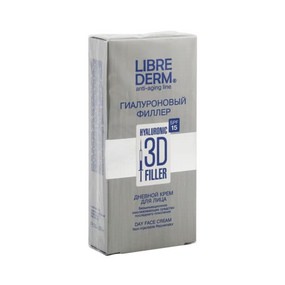 LIBRE
DERM®
anti-aging line
ГИАЛУРОНОВЫЙ
ФИЛЛЕР
SPF
15
HYALURONIC
3D
FILLER
ДНЕВНОЙ КРЕМ
ДЛЯ ЛИЦА
DAY FACE CREAM